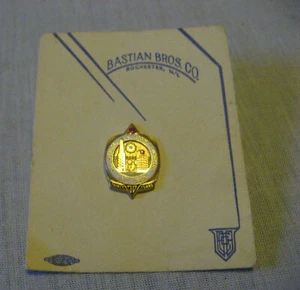 BASTIAN BROS. CO.
ROCHESTER, N.Y.